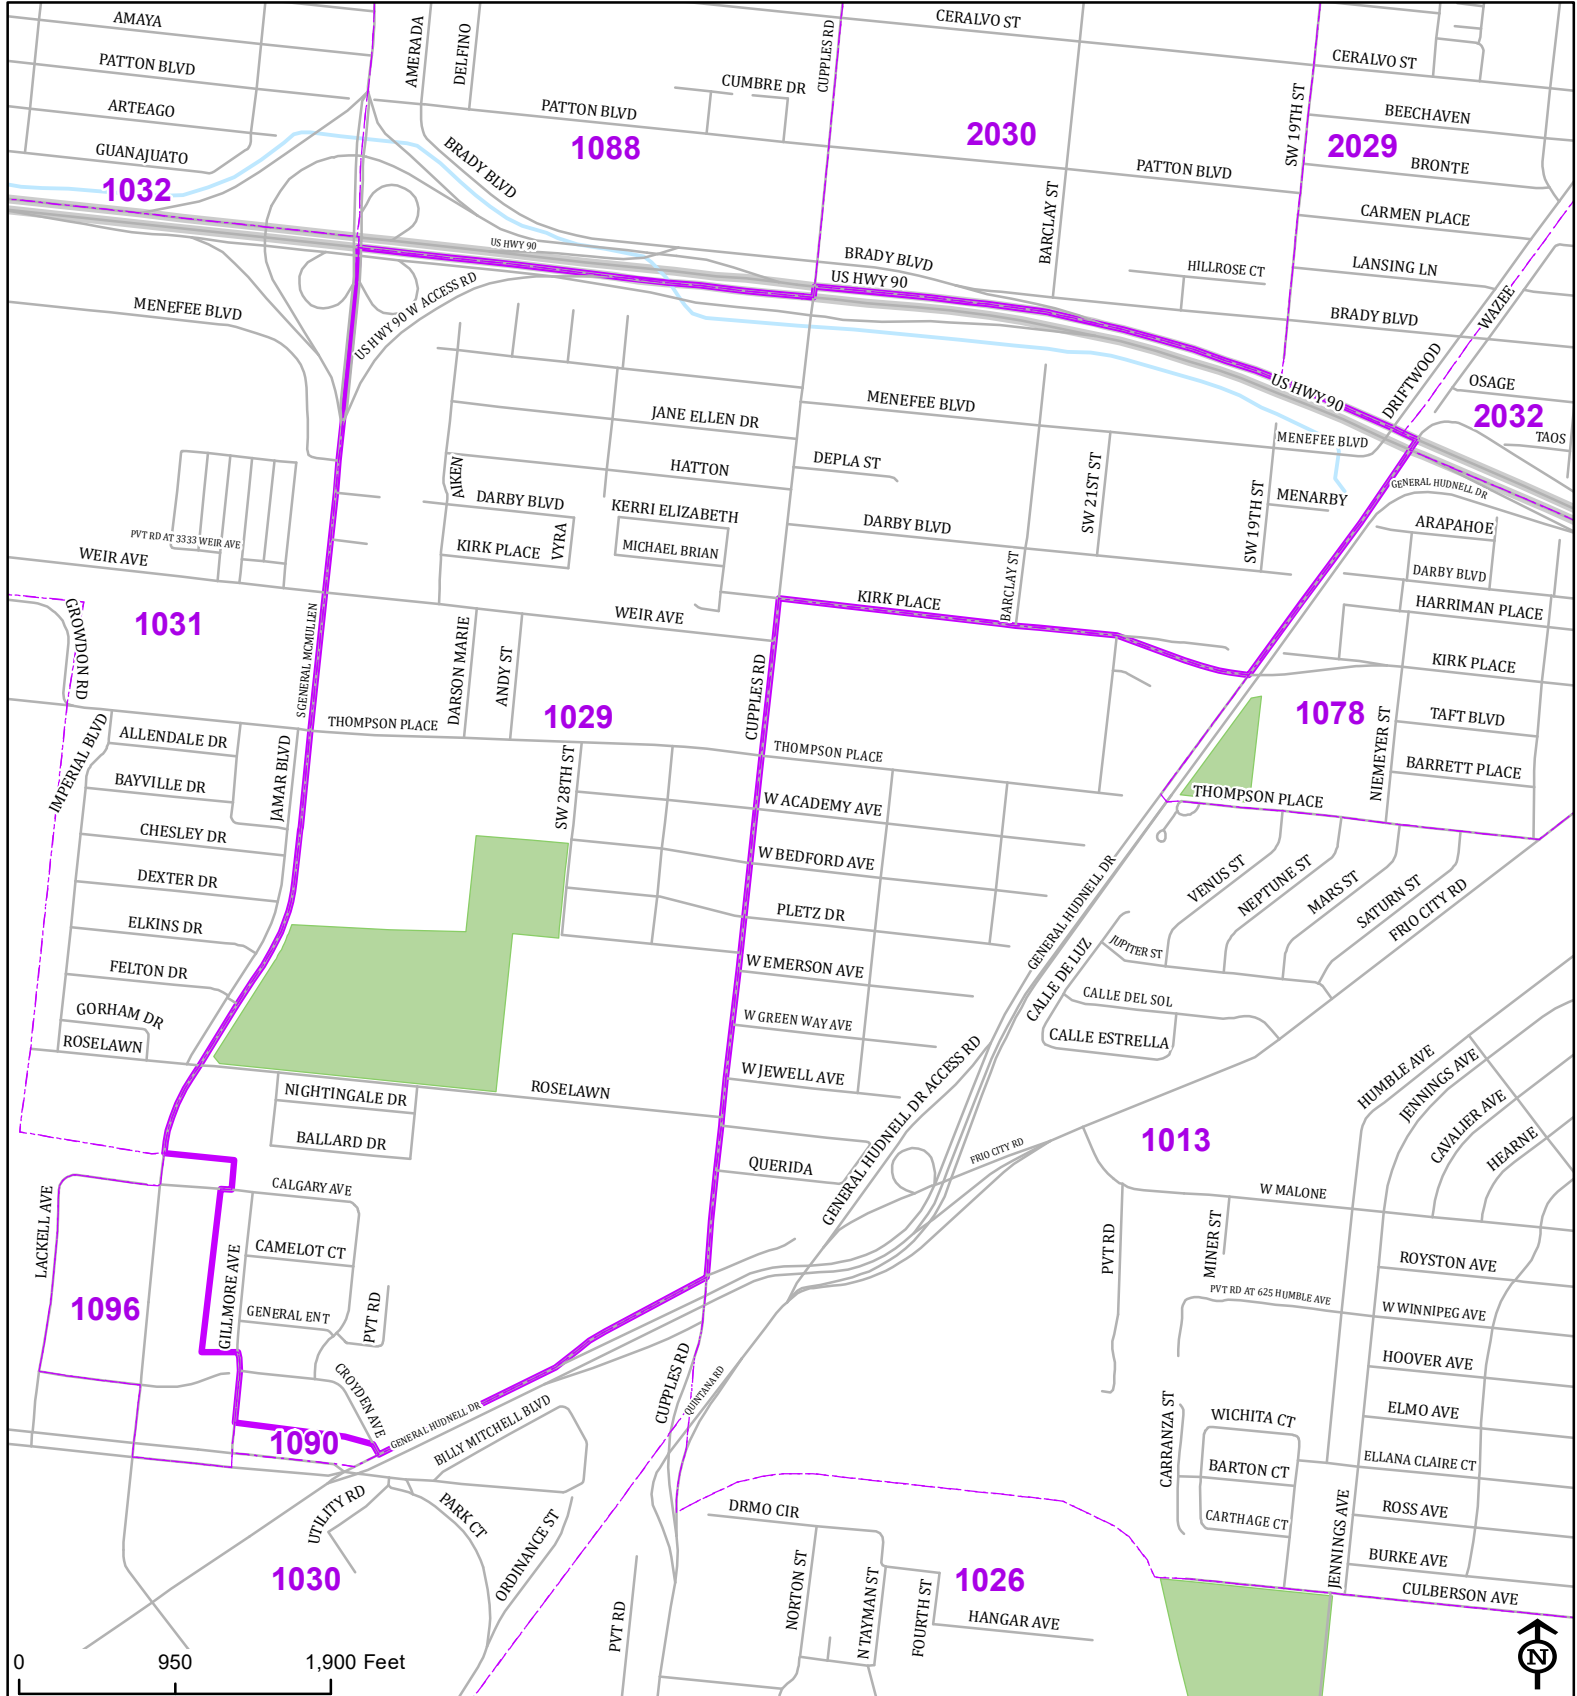 AMAYA
PATTON BLVD
ARTEAGO
GUANAJUATO
1032
AMERADA
DELFINO
CUPPLES RD
CERALVO ST
CERALVO ST
CUMBRE DR
PATTON BLVD
1088
2030
SW 19TH ST
BEECHAVEN
2029
BRONTE
BRADY BLVD
PATTON BLVD
BARCLAY ST
CARMEN PLACE
US HWY 90
BRADY BLVD
US HWY 90
HILLROSE CT
LANSING LN
MENEFEE BLVD
US HWY 90 W ACCESS RD
BRADY BLVD
WAZEE
DRIFTWOOD
US HWY 90
OSAGE
2032
TAOS
JANE ELLEN DR
MENEFEE BLVD
MENEFEE BLVD
AIKEN
HATTON
DEPLA ST
SW 21ST ST
SW 19TH ST
MENARBY
GENERAL HUDNELL DR
ARAPAHOE
DARBY BLVD
VYRA
KERRI ELIZABETH
DARBY BLVD
PVT RD AT 3333 WEIR AVE
WEIR AVE
KIRK PLACE
MICHAEL BRIAN
BARCLAY ST
DARBY BLVD
HARRIMAN PLACE
GROWDON RD
1031
S GENERAL MCMULLEN
DARSON MARIE
ANDY ST
WEIR AVE
KIRK PLACE
KIRK PLACE
CUPPLES RD
1029
1078
NIEMEYER ST
TAFT BLVD
IMPERIAL BLVD
ALLENDALE DR
JAMAR BLVD
THOMPSON PLACE
SW 28TH ST
THOMPSON PLACE
BARRETT PLACE
BAYVILLE DR
W ACADEMY AVE
THOMPSON PLACE
CHESLEY DR
W BEDFORD AVE
VENUS ST
NEPTUNE ST
MARS ST
SATURN ST
FRIO CITY RD
DEXTER DR
GENERAL HUDNELL DR
ELKINS DR
PLETZ DR
JUPITER ST
FELTON DR
W EMERSON AVE
CALLE DE LUZ
CALLE DEL SOL
GORHAM DR
W GREEN WAY AVE
CALLE ESTRELLA
ROSELAWN
W JEWELL AVE
GENERAL HUDNELL DR ACCESS RD
HUMBLE AVE
JENNINGS AVE
CAVALIER AVE
HEARNE
NIGHTINGALE DR
ROSELAWN
BALLARD DR
FRIO CITY RD
1013
QUERIDA
LACKELL AVE
CALGARY AVE
W MALONE
PVT RD
MINER ST
CAMELOT CT
ROYSTON AVE
GILLMORE AVE
1096
GENERAL ENT
PVT RD
PVT RD AT 625 HUMBLE AVE
W WINNIPEG AVE
HOOVER AVE
CROYDEN AVE
CUPPLES RD
QUINTANA RD
CARRANZA ST
WICHITA CT
ELMO AVE
GENERAL HUDNELL DR
1090
BILLY MITCHELL BLVD
BARTON CT
ELLANA CLAIRE CT
UTILITY RD
PARK CT
ORDINANCE ST
DRMO CIR
CARTHAGE CT
JENNINGS AVE
ROSS AVE
BURKE AVE
1030
NORTON ST
N TAYMAN ST
FOURTH ST
1026
CULBERSON AVE
HANGAR AVE
PVT RD
0 950 1,900 Feet
N